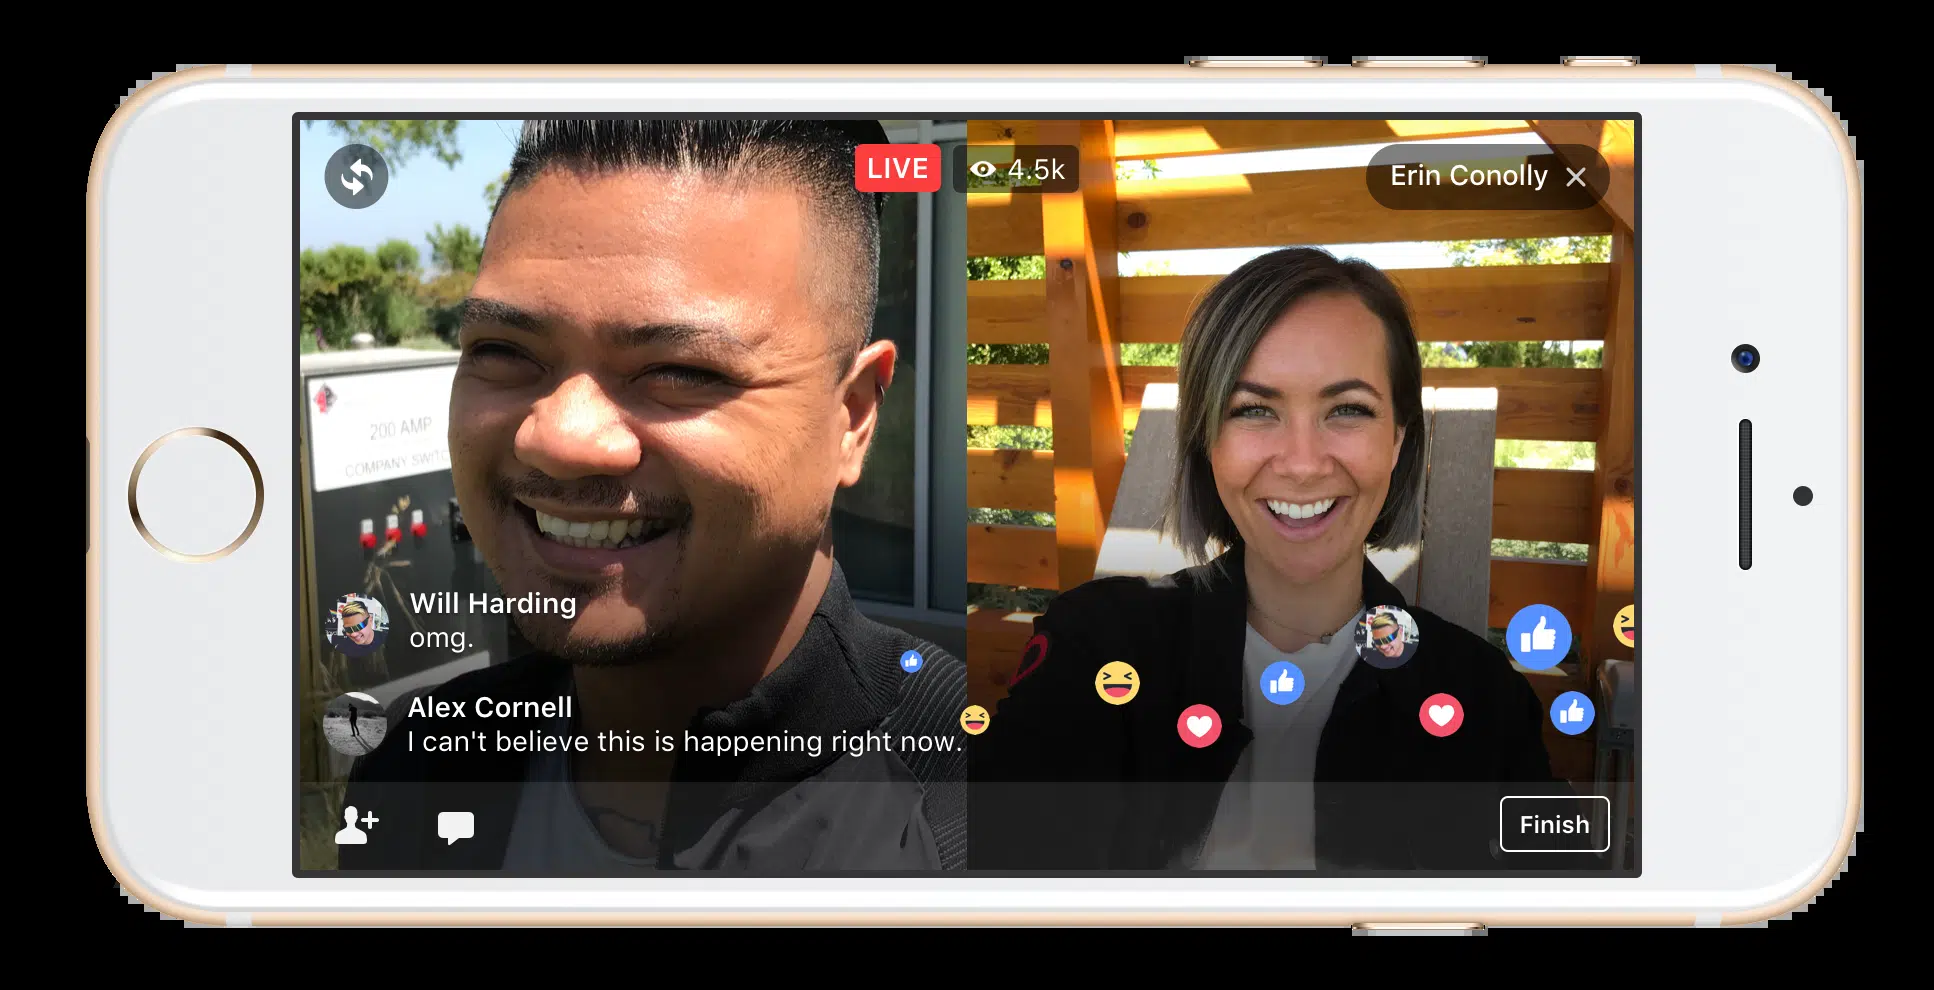 LIVE
4.5k
Erin Conolly
200 AMP
COMPANY SWITC
Will Harding
omg.
Alex Cornell
I can't believe this is happening right now.
Finish